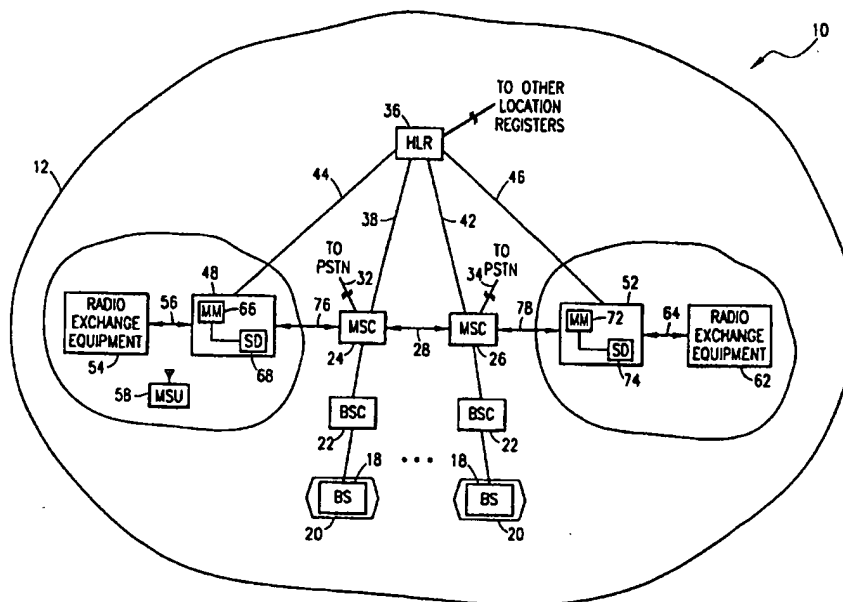 10
TO OTHER
LOCATION
REGISTERS
36
HLR
12
44
46
38
42
TO
PSTN
32
TO
PSTN
34
48
52
RADIO
EXCHANGE
EQUIPMENT
56
MM
66
76
MSC
MSC
78
MM
72
64
RADIO
EXCHANGE
EQUIPMENT
SD
28
SD
54
68
24
26
74
62
58
MSU
BSC
BSC
22
22
18
18
BS
BS
20
20